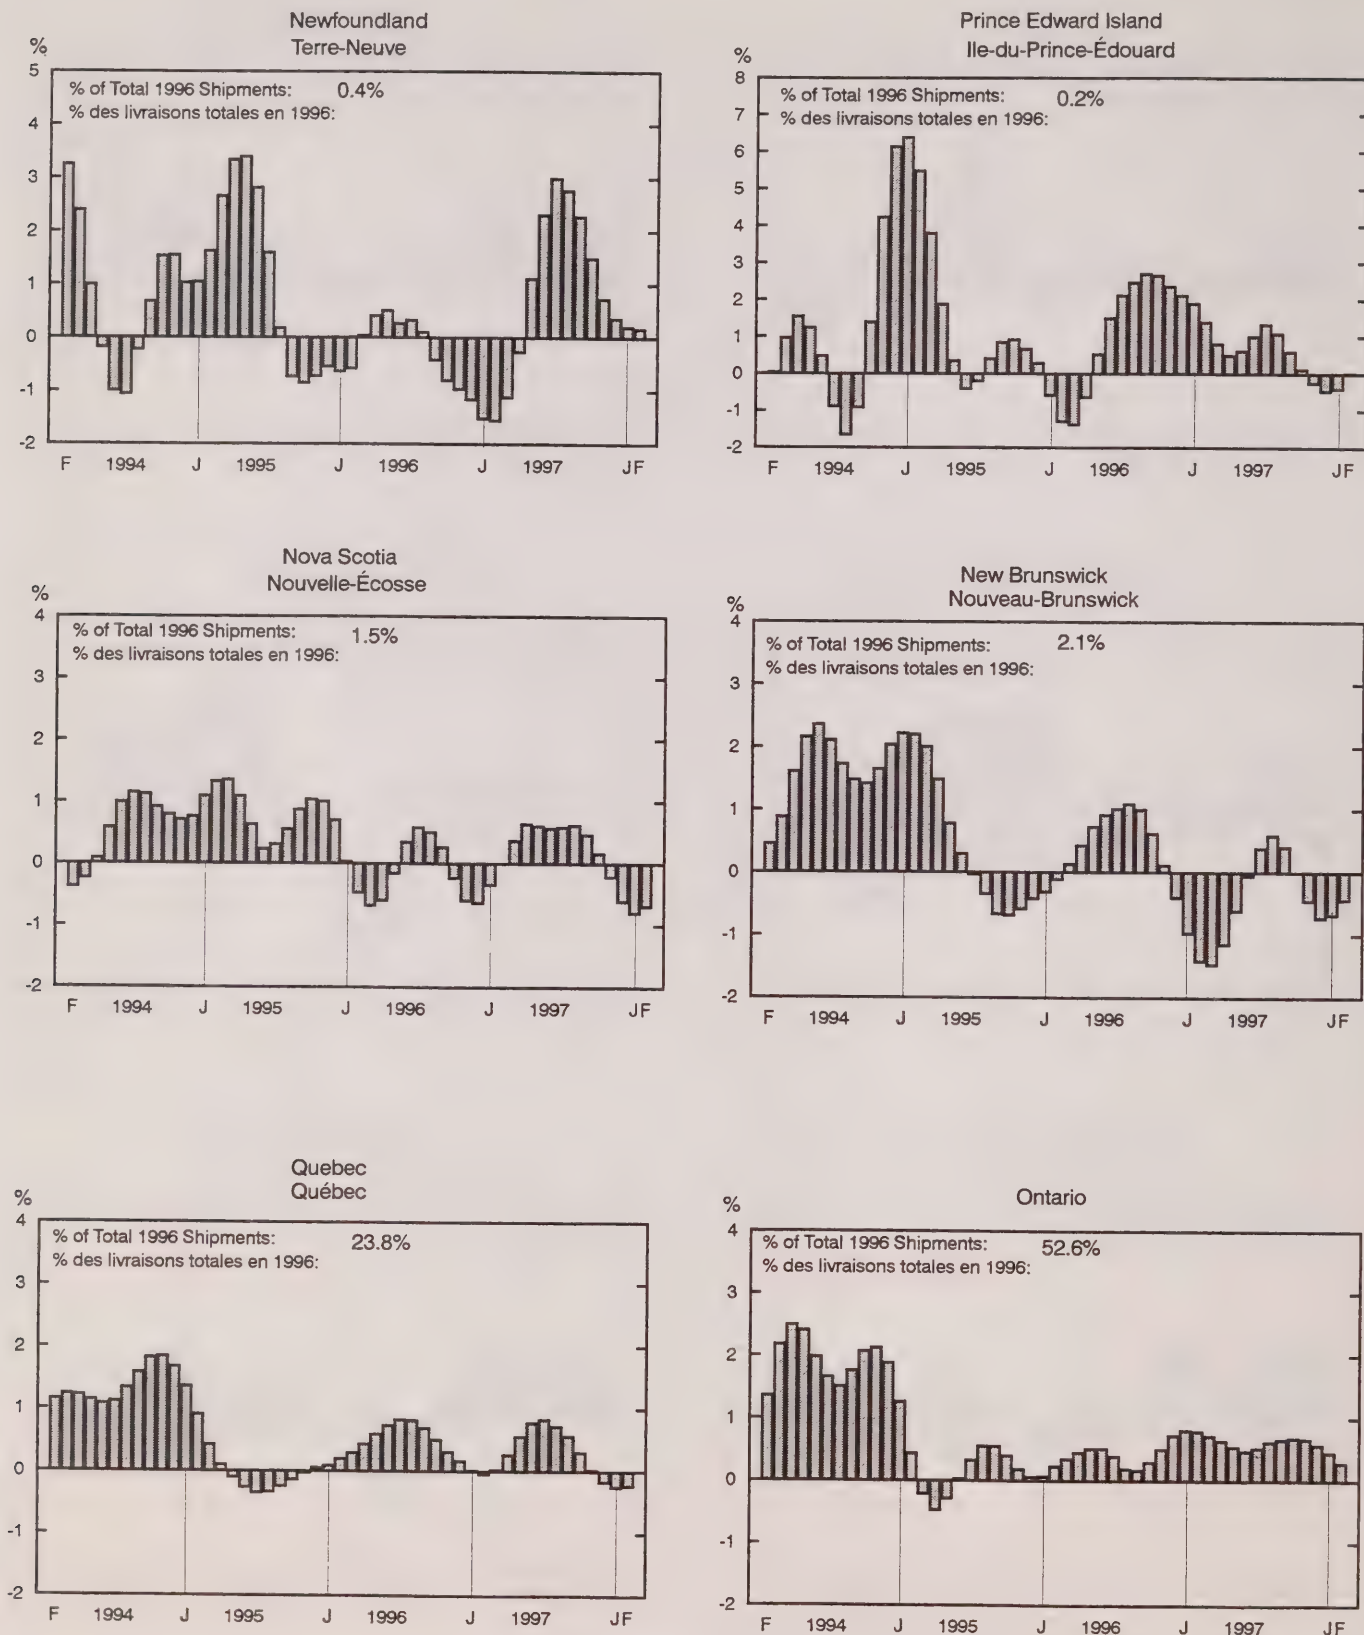 Newfoundland
Terre-Neuve
%
% of Total 1996 Shipments: 0.4%
% des livraisons totales en 1996:
5
4
3
2
1
0
-1
-2
F 1994 J 1995 J 1996 J 1997 JF
Prince Edward Island
Ile-du-Prince-Édouard
%
% of Total 1996 Shipments: 0.2%
% des livraisons totales en 1996:
8
7
6
5
4
3
2
1
0
-1
-2
F 1994 J 1995 J 1996 J 1997 JF
Nova Scotia
Nouvelle-Écosse
%
% of Total 1996 Shipments: 1.5%
% des livraisons totales en 1996:
4
3
2
1
0
-1
-2
F 1994 J 1995 J 1996 J 1997 JF
New Brunswick
Nouveau-Brunswick
%
% of Total 1996 Shipments: 2.1%
% des livraisons totales en 1996:
4
3
2
1
0
-1
-2
F 1994 J 1995 J 1996 J 1997 JF
Quebec
Québec
%
% of Total 1996 Shipments: 23.8%
% des livraisons totales en 1996:
4
3
2
1
0
-1
-2
F 1994 J 1995 J 1996 J 1997 JF
Ontario
%
% of Total 1996 Shipments: 52.6%
% des livraisons totales en 1996:
4
3
2
1
0
-1
-2
F 1994 J 1995 J 1996 J 1997 JF